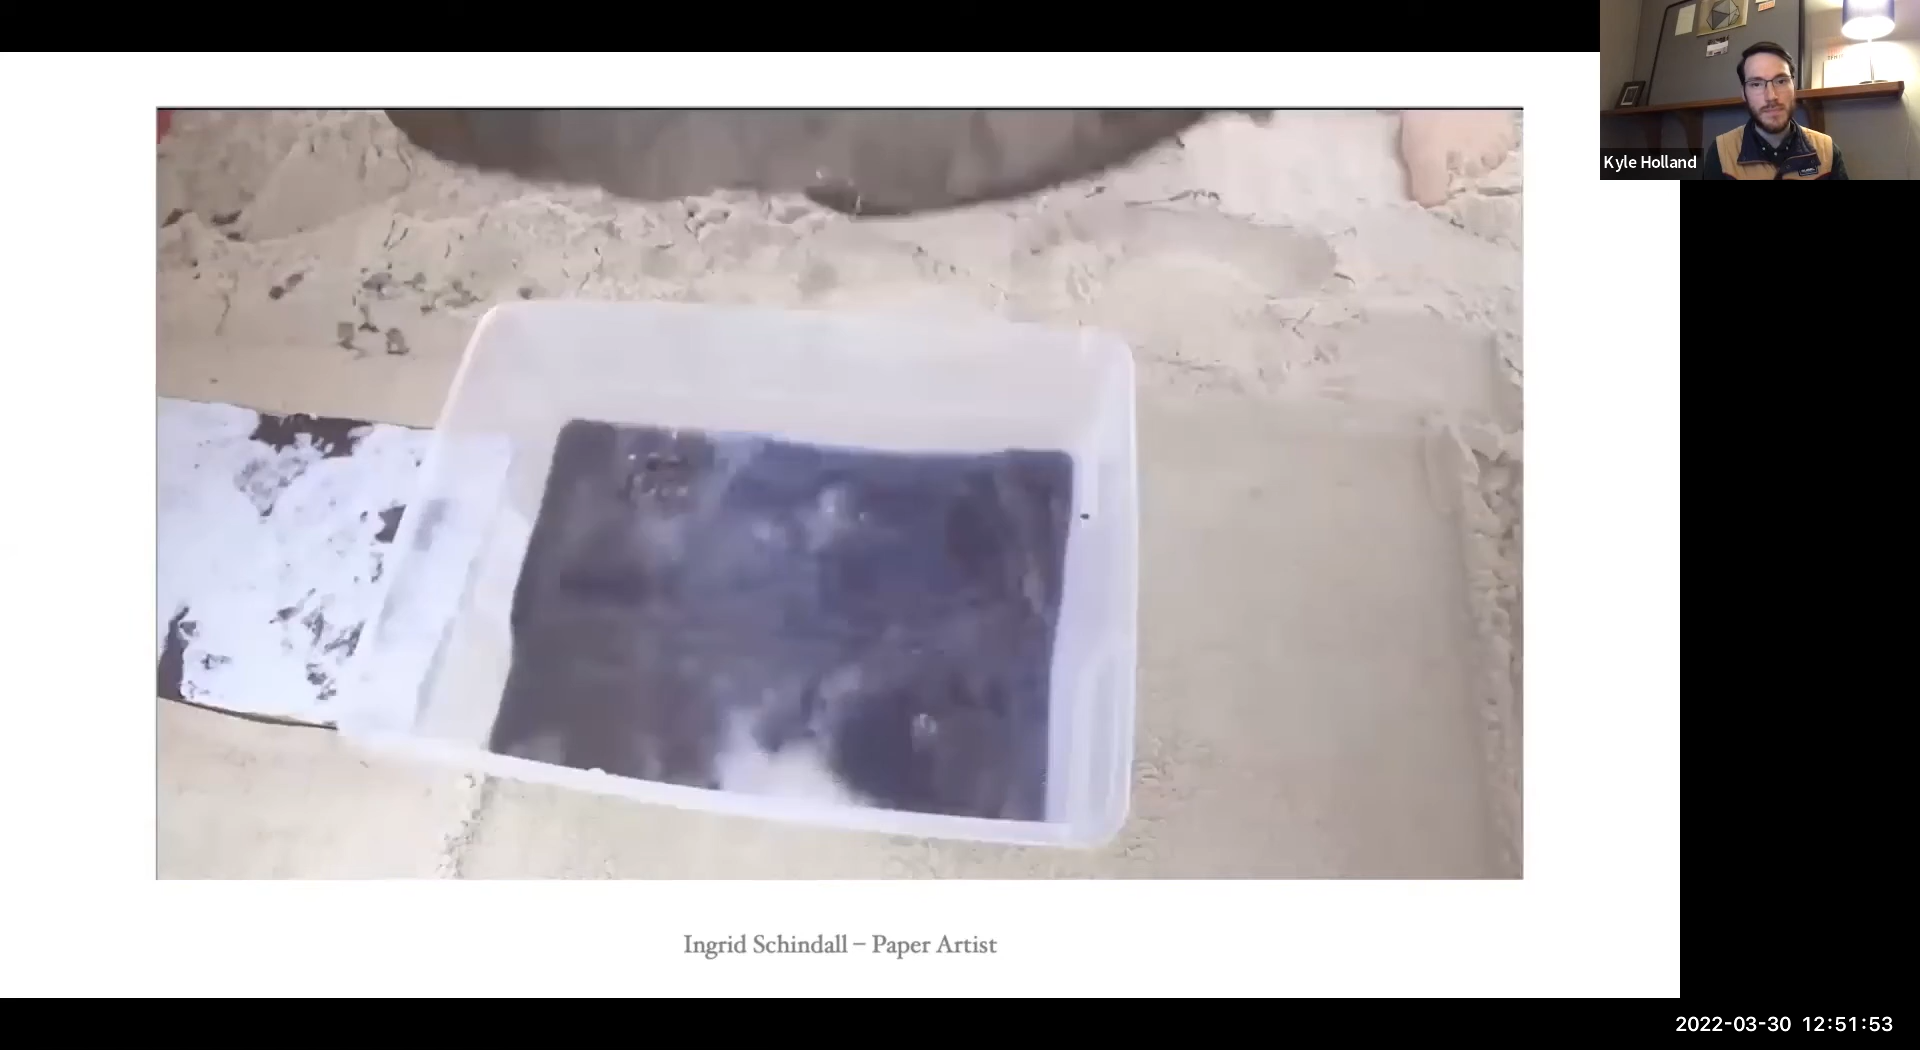 Kyle Holland
Ingrid Schindall – Paper Artist
2022-03-30 12:51:53